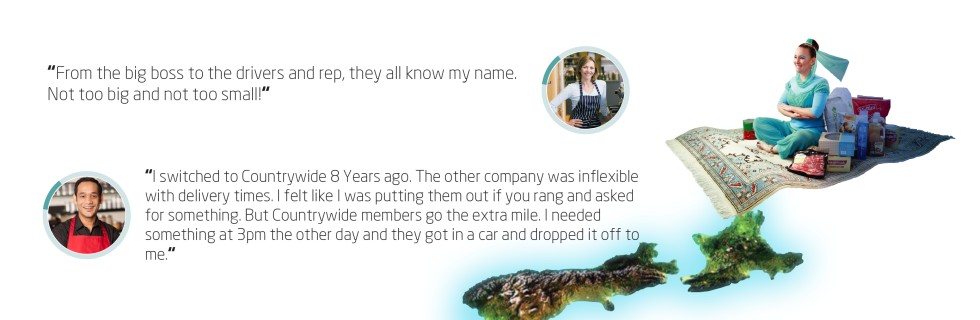 “From the big boss to the drivers and rep, they all know my name.
Not too big and not too small!“
“I switched to Countrywide 8 Years ago. The other company was inflexible
with delivery times. I felt like I was putting them out if you rang and asked
for something. But Countrywide members go the extra mile. I needed
something at 3pm the other day and they got in a car and dropped it off to
me.“